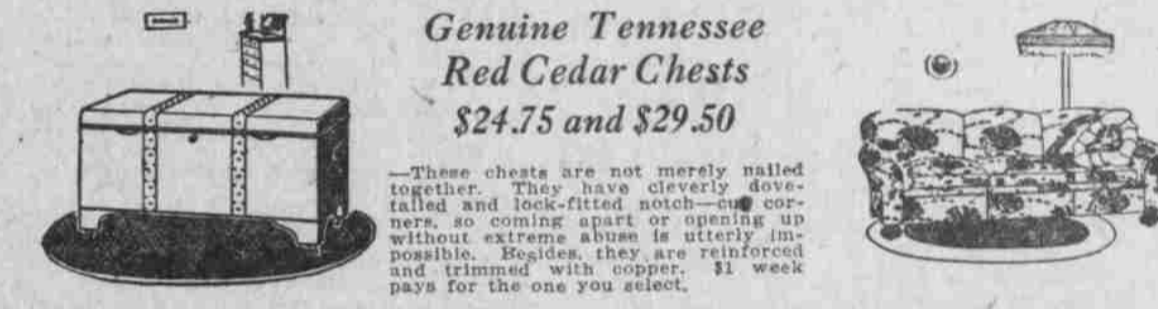 Genuine Tennessee
Red Cedar Chests
$24.75 and $29.50
—These chests are not merely nailed
together. They have cleverly dove-
tailed and lock-fitted notch—cut cor-
ners, so coming apart or opening up
without extreme abuse is utterly im-
possible. Besides, they are reinforced
and trimmed with copper. $1 week
pays for the one you select.